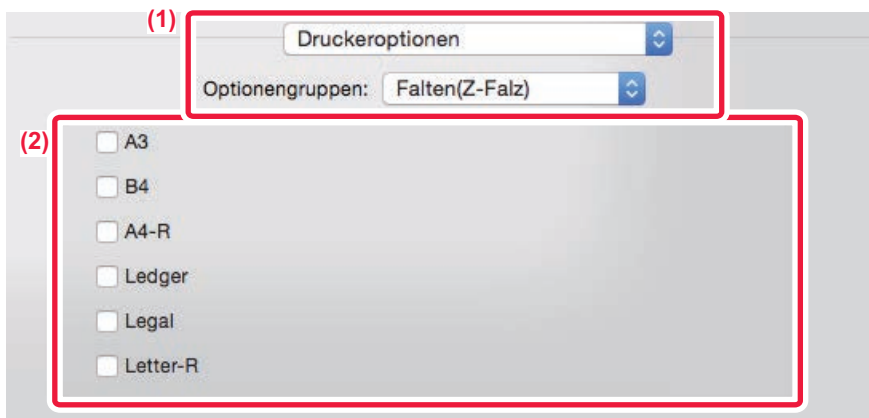 (1)
Druckeroptionen
Optionengruppen: Falten(Z-Falz)
(2)
A3
B4
A4-R
Ledger
Legal
Letter-R